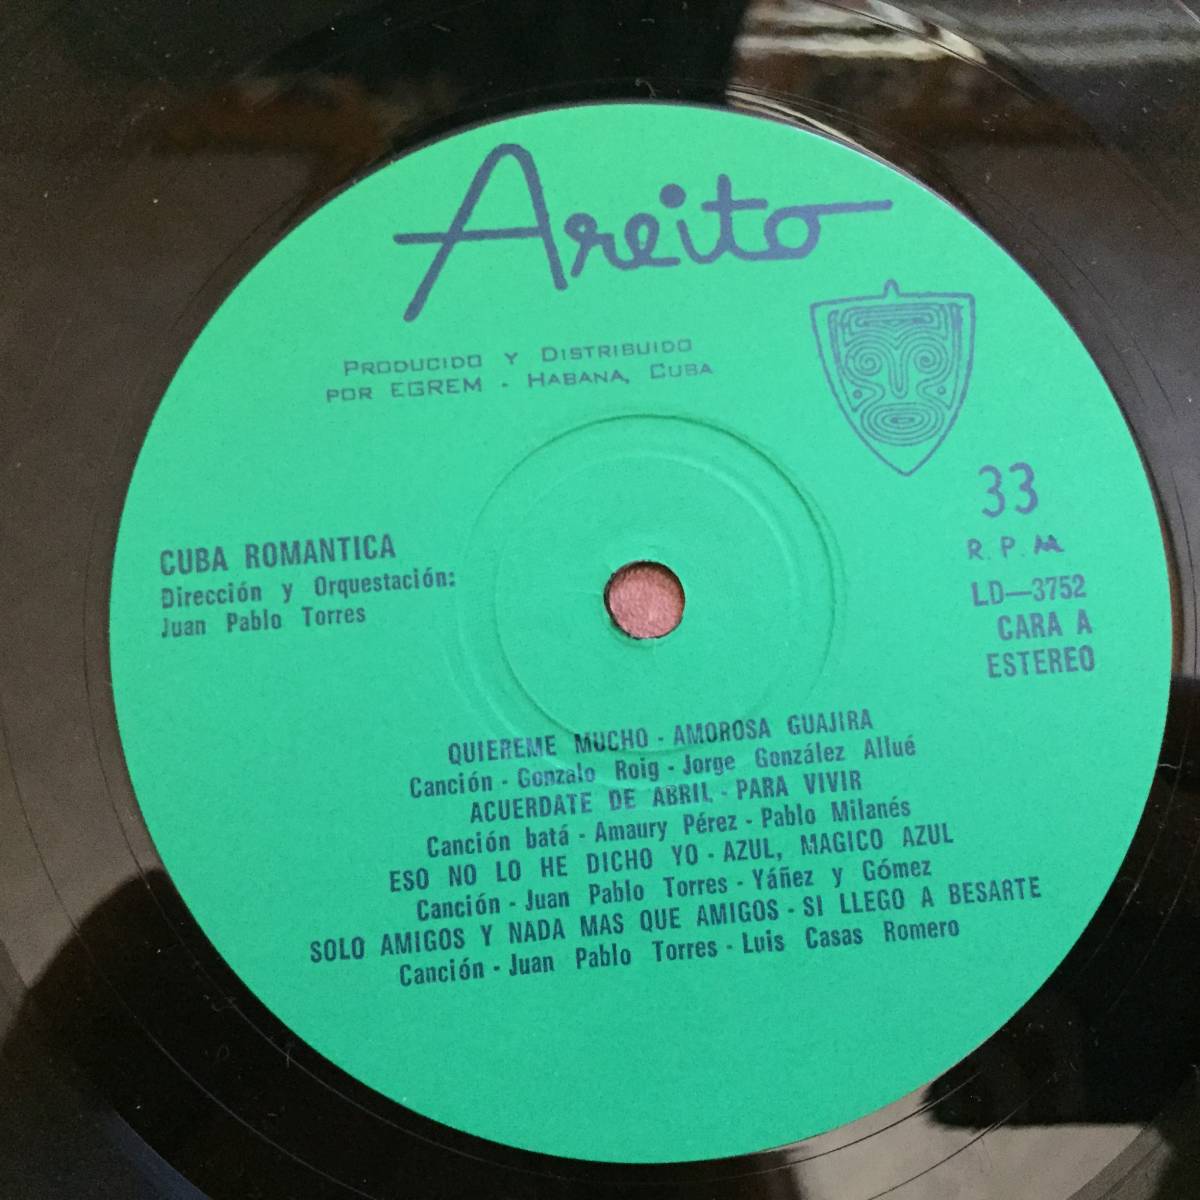 Areito
PRODUCIDO Y DISTRIBUIDO
POR EGREM - HABANA, CUBA
33
R. P. M
LD—3752
CARA A
ESTEREO
CUBA ROMANTICA
Dirección y Orquestación:
Juan Pablo Torres
QUIEREME MUCHO - AMOROSA GUAJIRA
Canción - Gonzalo Roig - Jorge González Allué
ACUERDATE DE ABRIL - PARA VIVIR
Canción batá - Amaury Pérez - Pablo Milanés
ESO NO LO HE DICHO YO - AZUL, MAGICO AZUL
Canción - Juan Pablo Torres - Yáñez y Gómez
SOLO AMIGOS Y NADA MAS QUE AMIGOS - SI LLEGO A BESARTE
Canción - Juan Pablo Torres - Luis Casas Romero